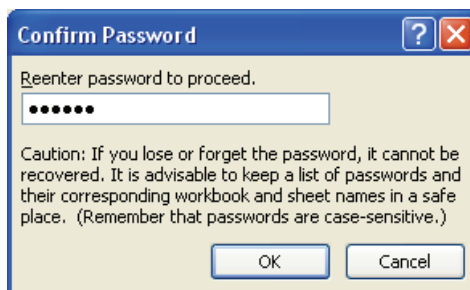 Confirm Password
Reenter password to proceed.
••••••
Caution: If you lose or forget the password, it cannot be
recovered. It is advisable to keep a list of passwords and
their corresponding workbook and sheet names in a safe
place.  (Remember that passwords are case-sensitive.)
OK
Cancel